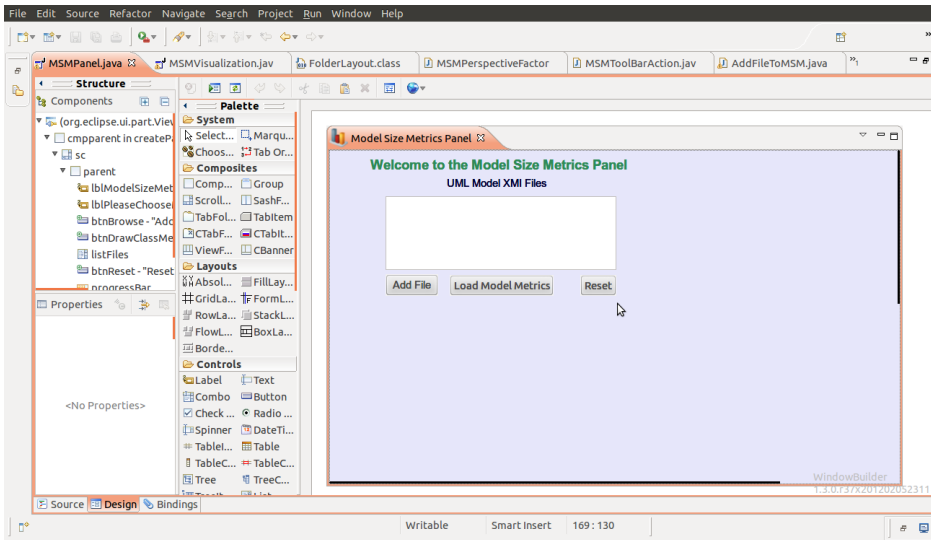 File Edit Source Refactor Navigate Search Project Run Window Help
MSMPanel.java MSMVisualization.jav FolderLayout.class MSMPerspectiveFactor MSMToolBarAction.jav AddFileToMSM.java
Structure
Components
(org.eclipse.ui.part.View
cmpparent in createPa
sc
parent
lblModelSizeMet
lblPleaseChoose
btnBrowse - "Add
btnDrawClassMe
listFiles
btnReset - "Reset
progressBar
Properties
<No Properties>
Palette
System
Select... Marqu...
Choos... Tab Or...
Composites
Comp... Group
Scroll... SashF...
TabFol... TabItem
CTabF... CTabIt...
ViewF... CBanner
Layouts
Absol... FillLay...
GridLa... FormL...
RowLa... StackL...
FlowL... BoxLa...
Borde...
Controls
Label Text
Combo Button
Check ... Radio ...
Spinner DateTi...
TableI... Table
TableC... TableC...
Tree TreeC...
Model Size Metrics Panel
Welcome to the Model Size Metrics Panel
UML Model XMI Files
Add File Load Model Metrics Reset
WindowBuilder
1.3.0.r37x201202052311
Source Design Bindings
Writable Smart Insert 169 : 130